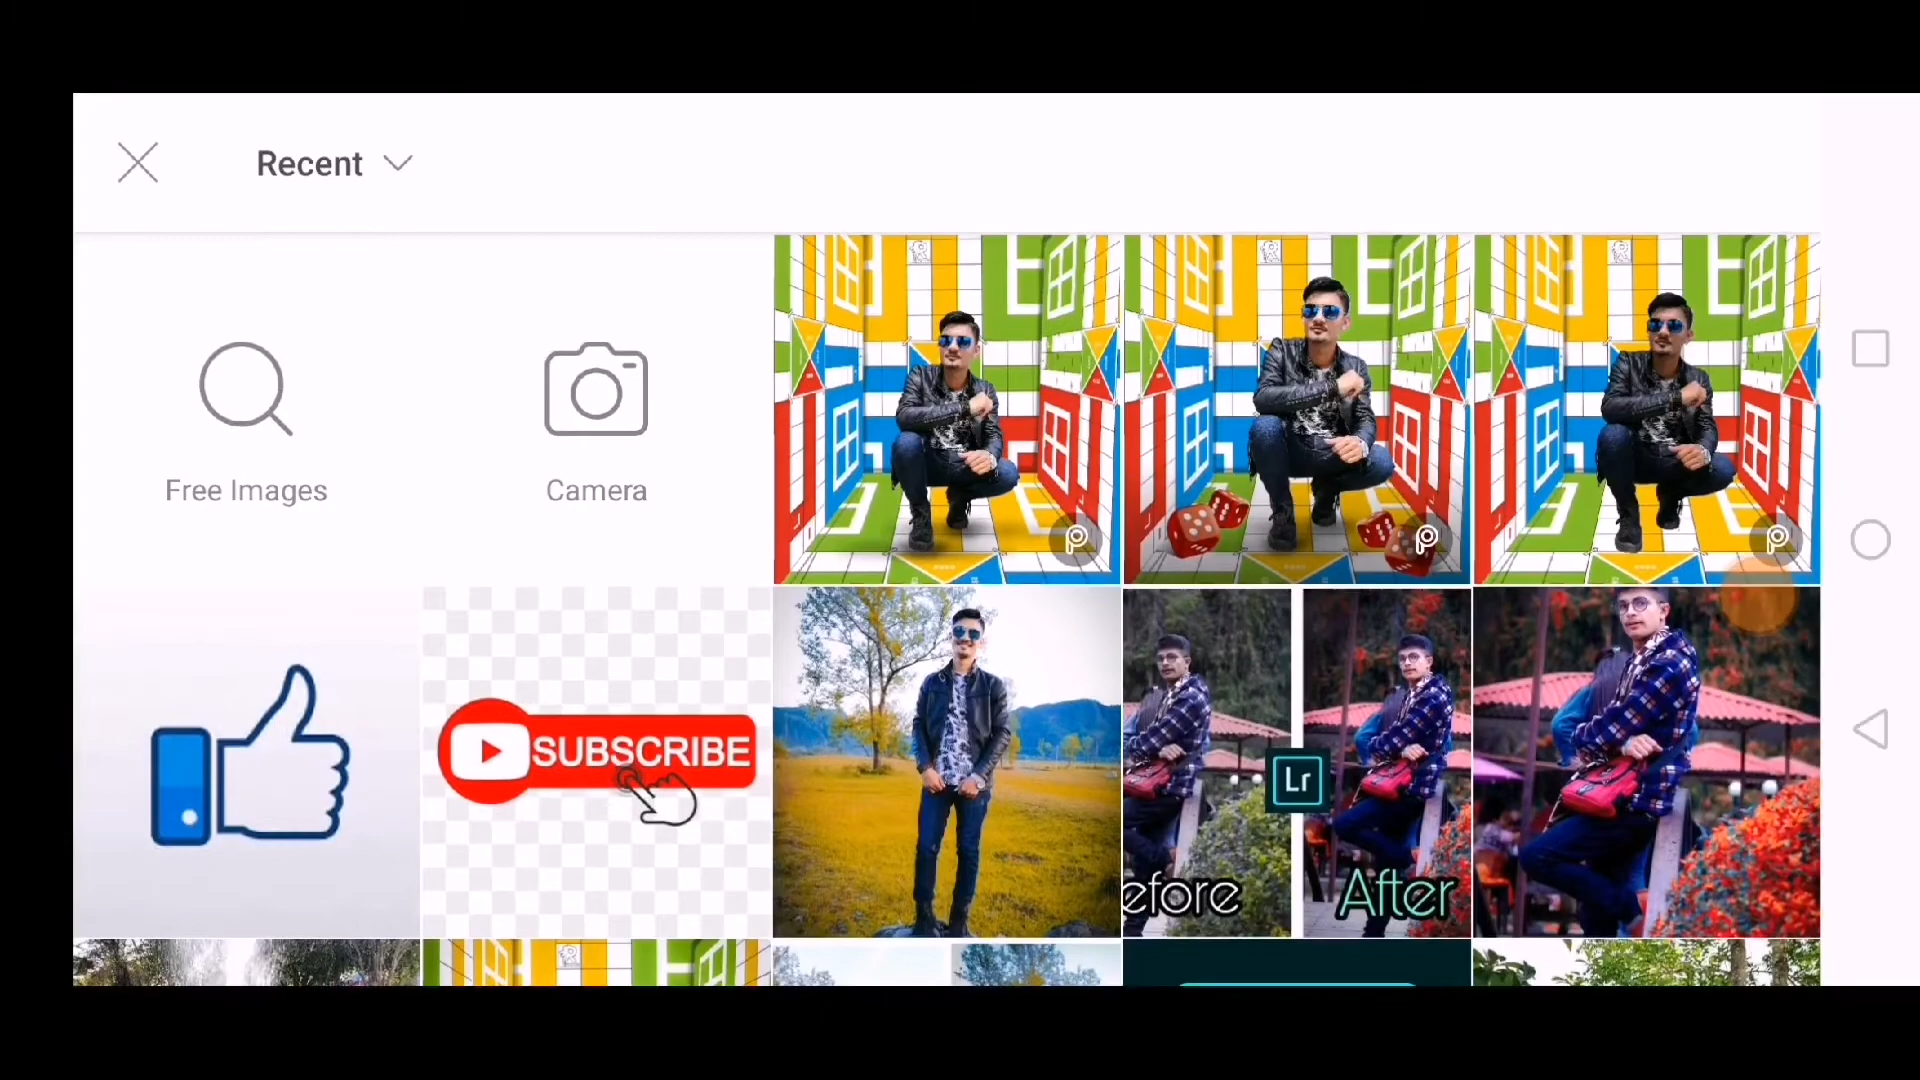 Recent
Free Images
Camera
SUBSCRIBE
Lr
efore
After